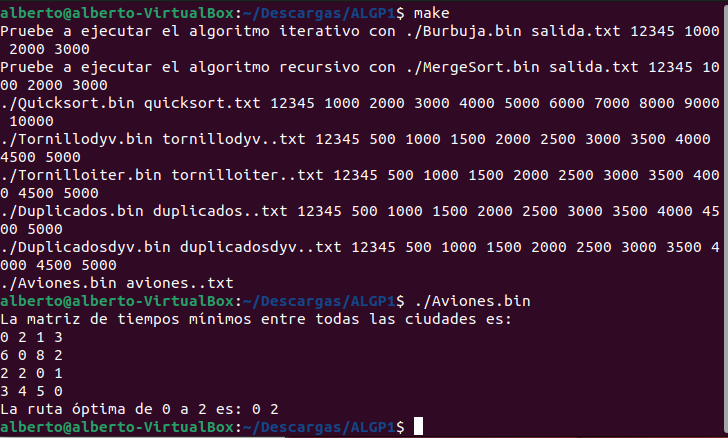 alberto@alberto-VirtualBox:~/Descargas/ALGP1$ make
Pruebe a ejecutar el algoritmo iterativo con ./Burbuja.bin salida.txt 12345 1000
 2000 3000
Pruebe a ejecutar el algoritmo recursivo con ./MergeSort.bin salida.txt 12345 10
00 2000 3000
./Quicksort.bin quicksort.txt 12345 1000 2000 3000 4000 5000 6000 7000 8000 9000
 10000
./Tornillodyv.bin tornillodyv..txt 12345 500 1000 1500 2000 2500 3000 3500 4000
4500 5000
./Tornilloiter.bin tornilloiter..txt 12345 500 1000 1500 2000 2500 3000 3500 400
0 4500 5000
./Duplicados.bin duplicados..txt 12345 500 1000 1500 2000 2500 3000 3500 4000 45
00 5000
./Duplicadosdyv.bin duplicadosdyv..txt 12345 500 1000 1500 2000 2500 3000 3500 4
000 4500 5000
./Aviones.bin aviones..txt
alberto@alberto-VirtualBox:~/Descargas/ALGP1$ ./Aviones.bin
La matriz de tiempos mínimos entre todas las ciudades es:
0 2 1 3
6 0 8 2
2 2 0 1
3 4 5 0
La ruta óptima de 0 a 2 es: 0 2
alberto@alberto-VirtualBox:~/Descargas/ALGP1$